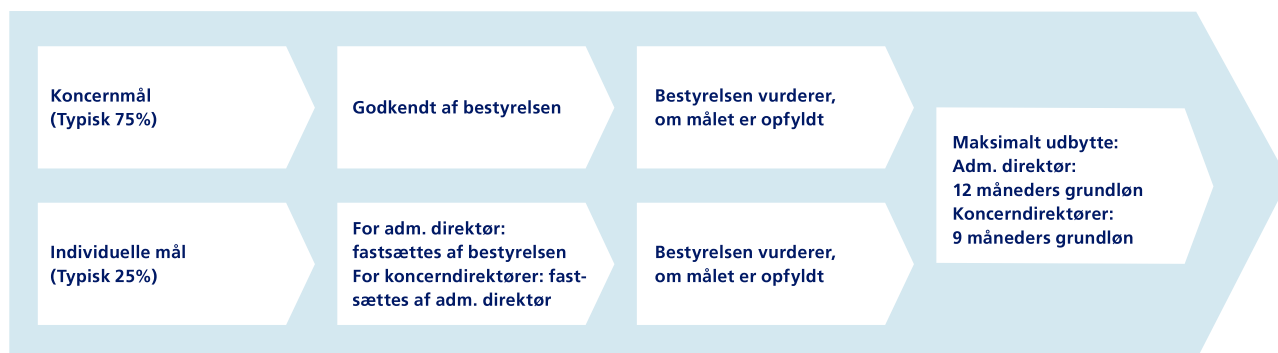 Koncernmål
(Typisk 75%)
Godkendt af bestyrelsen
Bestyrelsen vurderer,
om målet er opfyldt
Individuelle mål
(Typisk 25%)
For adm. direktør:
fastsættes af bestyrelsen
For koncerndirektører: fast-
sættes af adm. direktør
Bestyrelsen vurderer,
om målet er opfyldt
Maksimalt udbytte:
Adm. direktør:
12 måneders grundløn
Koncerndirektører:
9 måneders grundløn